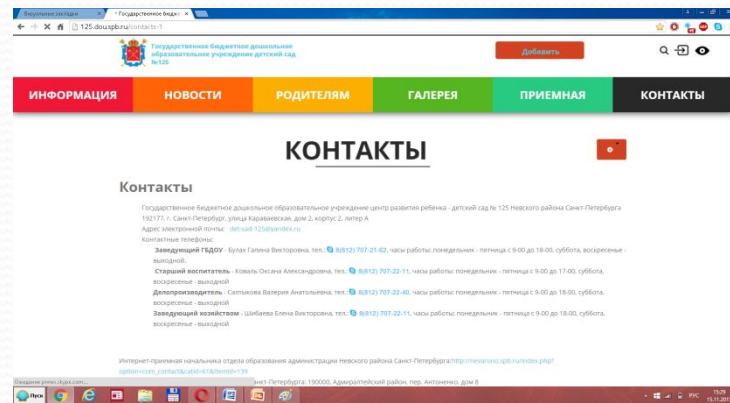 Визуальные закладки
* Государственное бюдже
125.dou.spb.ru/contacts-1
Государственное бюджетное дошкольное
образовательное учреждение детский сад
№125
Добавить
ИНФОРМАЦИЯ НОВОСТИ РОДИТЕЛЯМ ГАЛЕРЕЯ ПРИЕМНАЯ КОНТАКТЫ
КОНТАКТЫ
Контакты
Государственное бюджетное дошкольное образовательное учреждение центр развития ребенка - детский сад № 125 Невского района Санкт-Петербурга
192177, г. Санкт-Петербург, улица Караваевская, дом 2, корпус 2, литер А
Адрес электронной почты: det-sad-125@yandex.ru
Контактные телефоны:
Заведующий ГБДОУ - Булах Галина Викторовна, тел.: 8(812) 707-21-02, часы работы: понедельник - пятница с 9-00 до 18-00, суббота, воскресенье -
выходной.
Старший воспитатель - Коваль Оксана Александровна, тел.: 8(812) 707-22-11, часы работы: понедельник - пятница с 9-00 до 17-00, суббота,
воскресенье - выходной
Делопроизводитель - Салтыкова Валерия Анатольевна, тел.: 8(812) 707-22-40, часы работы: понедельник - пятница с 9-00 до 18-00, суббота,
воскресенье - выходной
Заведующий хозяйством - Шибаева Елена Викторовна, тел.: 8(812) 707-22-11, часы работы: понедельник - пятница с 9-00 до 18-00, суббота,
воскресенье - выходной
Интернет-приемная начальника отдела образования администрации Невского района Санкт-Петербурга:http://nevarono.spb.ru/index.php?
option=com_contact&catid=67&Itemid=139
Ожидание pnrws.skype.com...
анкт-Петербурга: 190000, Адмиралтейский район, пер. Антоненко, дом 8
Пуск
РУС
15:29